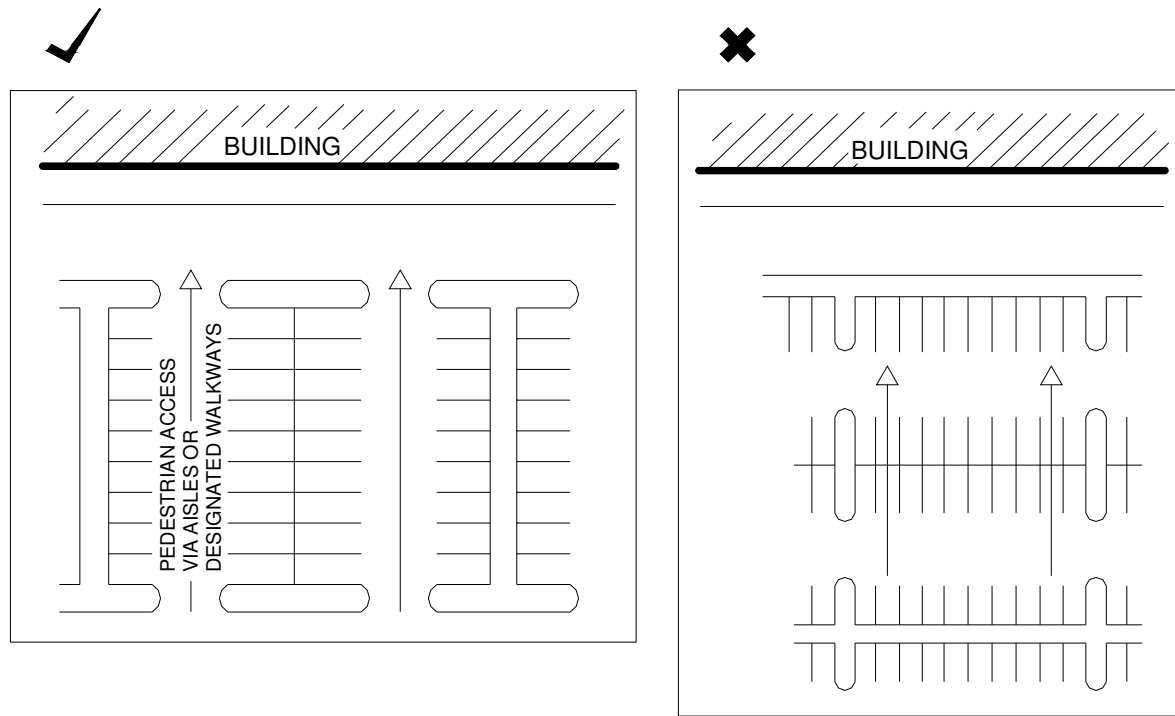 BUILDING
PEDESTRIAN ACCESS
VIA AISLES OR
DESIGNATED WALKWAYS
BUILDING